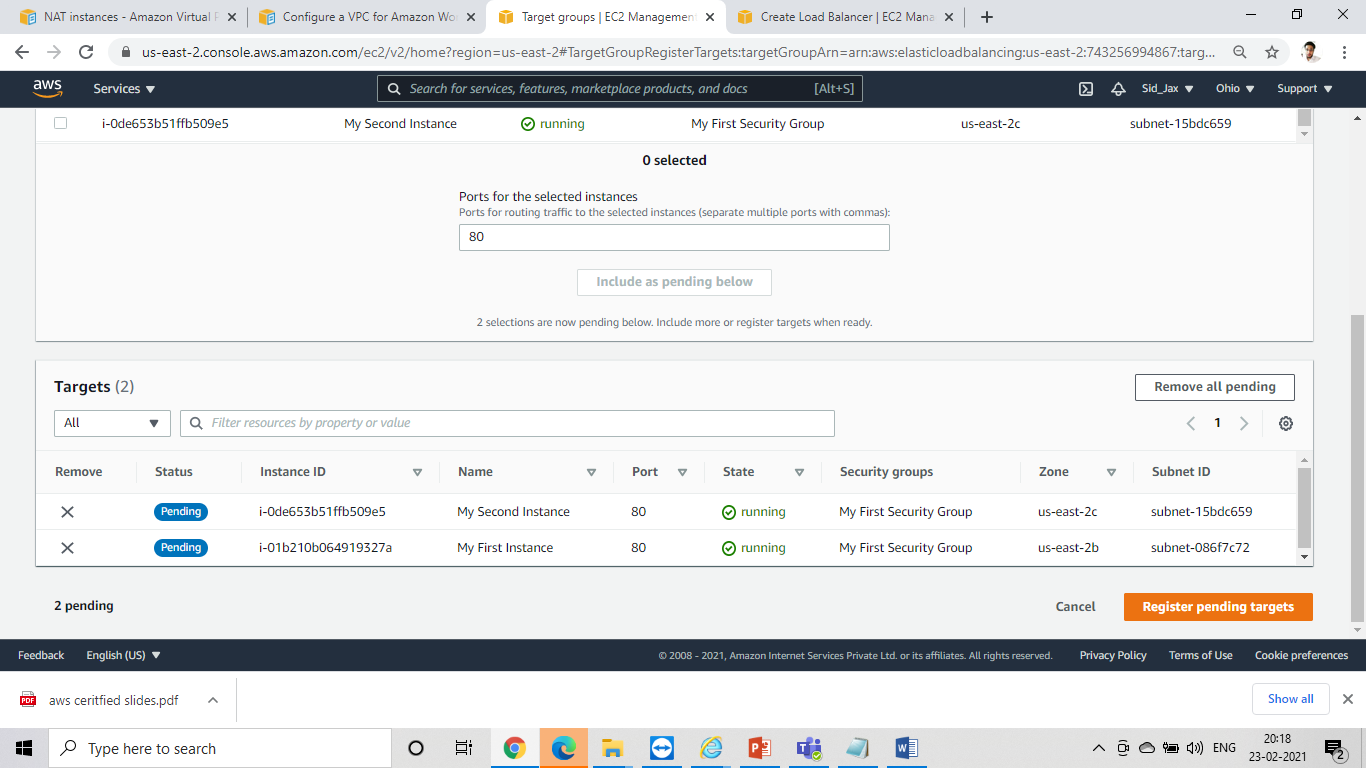 NAT instances - Amazon Virtual P
Configure a VPC for Amazon Wo
Target groups | EC2 Management
Create Load Balancer | EC2 Mana
us-east-2.console.aws.amazon.com/ec2/v2/home?region=us-east-2#TargetGroupRegisterTargets:targetGroupArn=arn:aws:elasticloadbalancing:us-east-2:743256994867:targ...
aws Services Search for services, features, marketplace products, and docs [Alt+S] Sid_Jax Ohio Support
i-0de653b51ffb509e5 My Second Instance running My First Security Group us-east-2c subnet-15bdc659
0 selected
Ports for the selected instances
Ports for routing traffic to the selected instances (separate multiple ports with commas):
80
Include as pending below
2 selections are now pending below. Include more or register targets when ready.
Targets (2) Remove all pending
All Filter resources by property or value 1
Remove Status Instance ID Name Port State Security groups Zone Subnet ID
Pending i-0de653b51ffb509e5 My Second Instance 80 running My First Security Group us-east-2c subnet-15bdc659
Pending i-01b210b064919327a My First Instance 80 running My First Security Group us-east-2b subnet-086f7c72
2 pending Cancel Register pending targets
Feedback English (US) © 2008 - 2021, Amazon Internet Services Private Ltd. or its affiliates. All rights reserved. Privacy Policy Terms of Use Cookie preferences
PDF aws ceritfied slides.pdf Show all
Type here to search ENG 20:18
23-02-2021 2